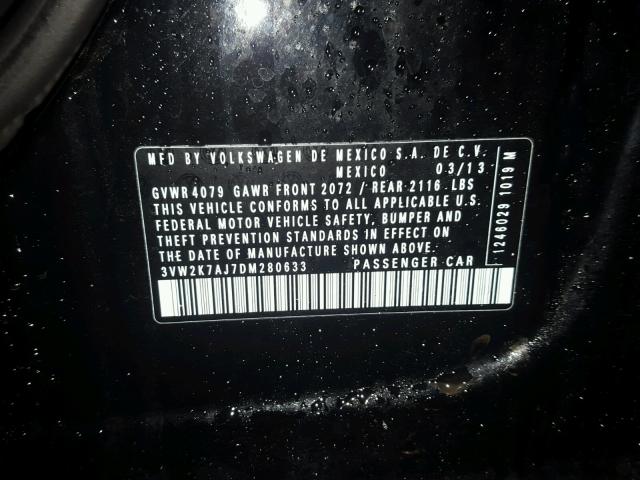 MFD BY VOLKSWAGEN DE MEXICO S.A. DE C.V.
MEXICO 03/13
GVWR 4079 GAWR FRONT 2072 / REAR 2116 LBS
THIS VEHICLE CONFORMS TO ALL APPLICABLE U.S.
FEDERAL MOTOR VEHICLE SAFETY, BUMPER AND
THEFT PREVENTION STANDARDS IN EFFECT ON
THE DATE OF MANUFACTURE SHOWN ABOVE.
3VW2K7AJ7DM280633 PASSENGER CAR
1246029 1019 M